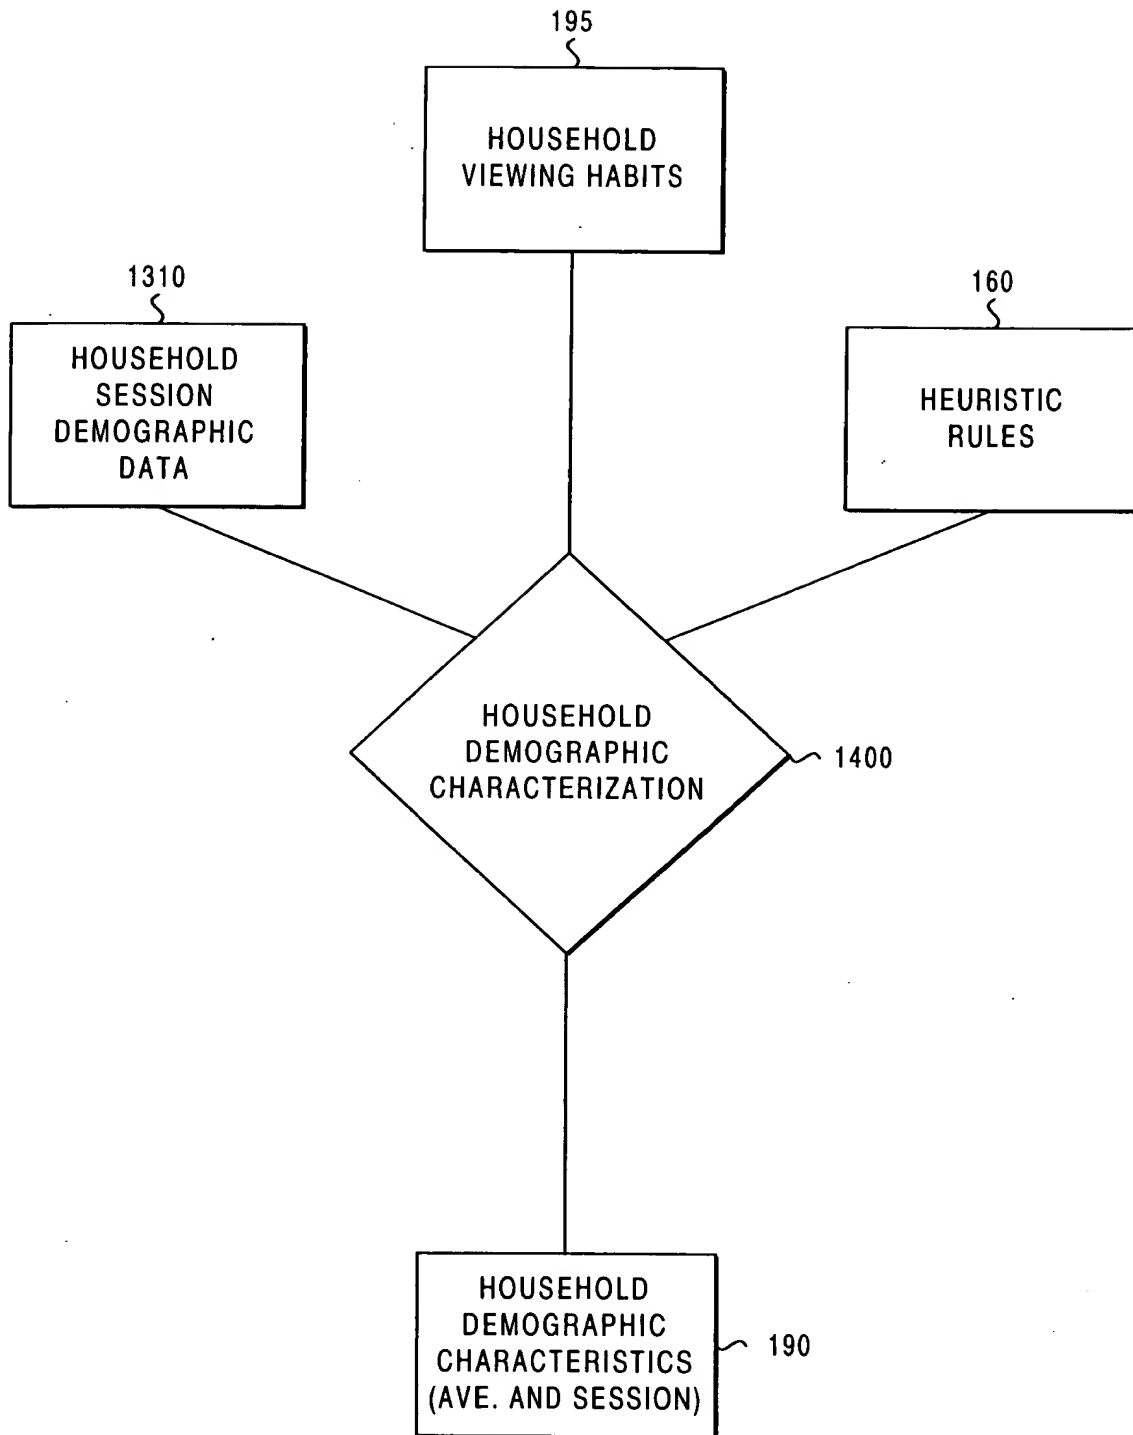 195
HOUSEHOLD
VIEWING HABITS
1310
HOUSEHOLD
SESSION
DEMOGRAPHIC
DATA
160
HEURISTIC
RULES
HOUSEHOLD
DEMOGRAPHIC
CHARACTERIZATION
1400
HOUSEHOLD
DEMOGRAPHIC
CHARACTERISTICS
(AVE. AND SESSION)
190